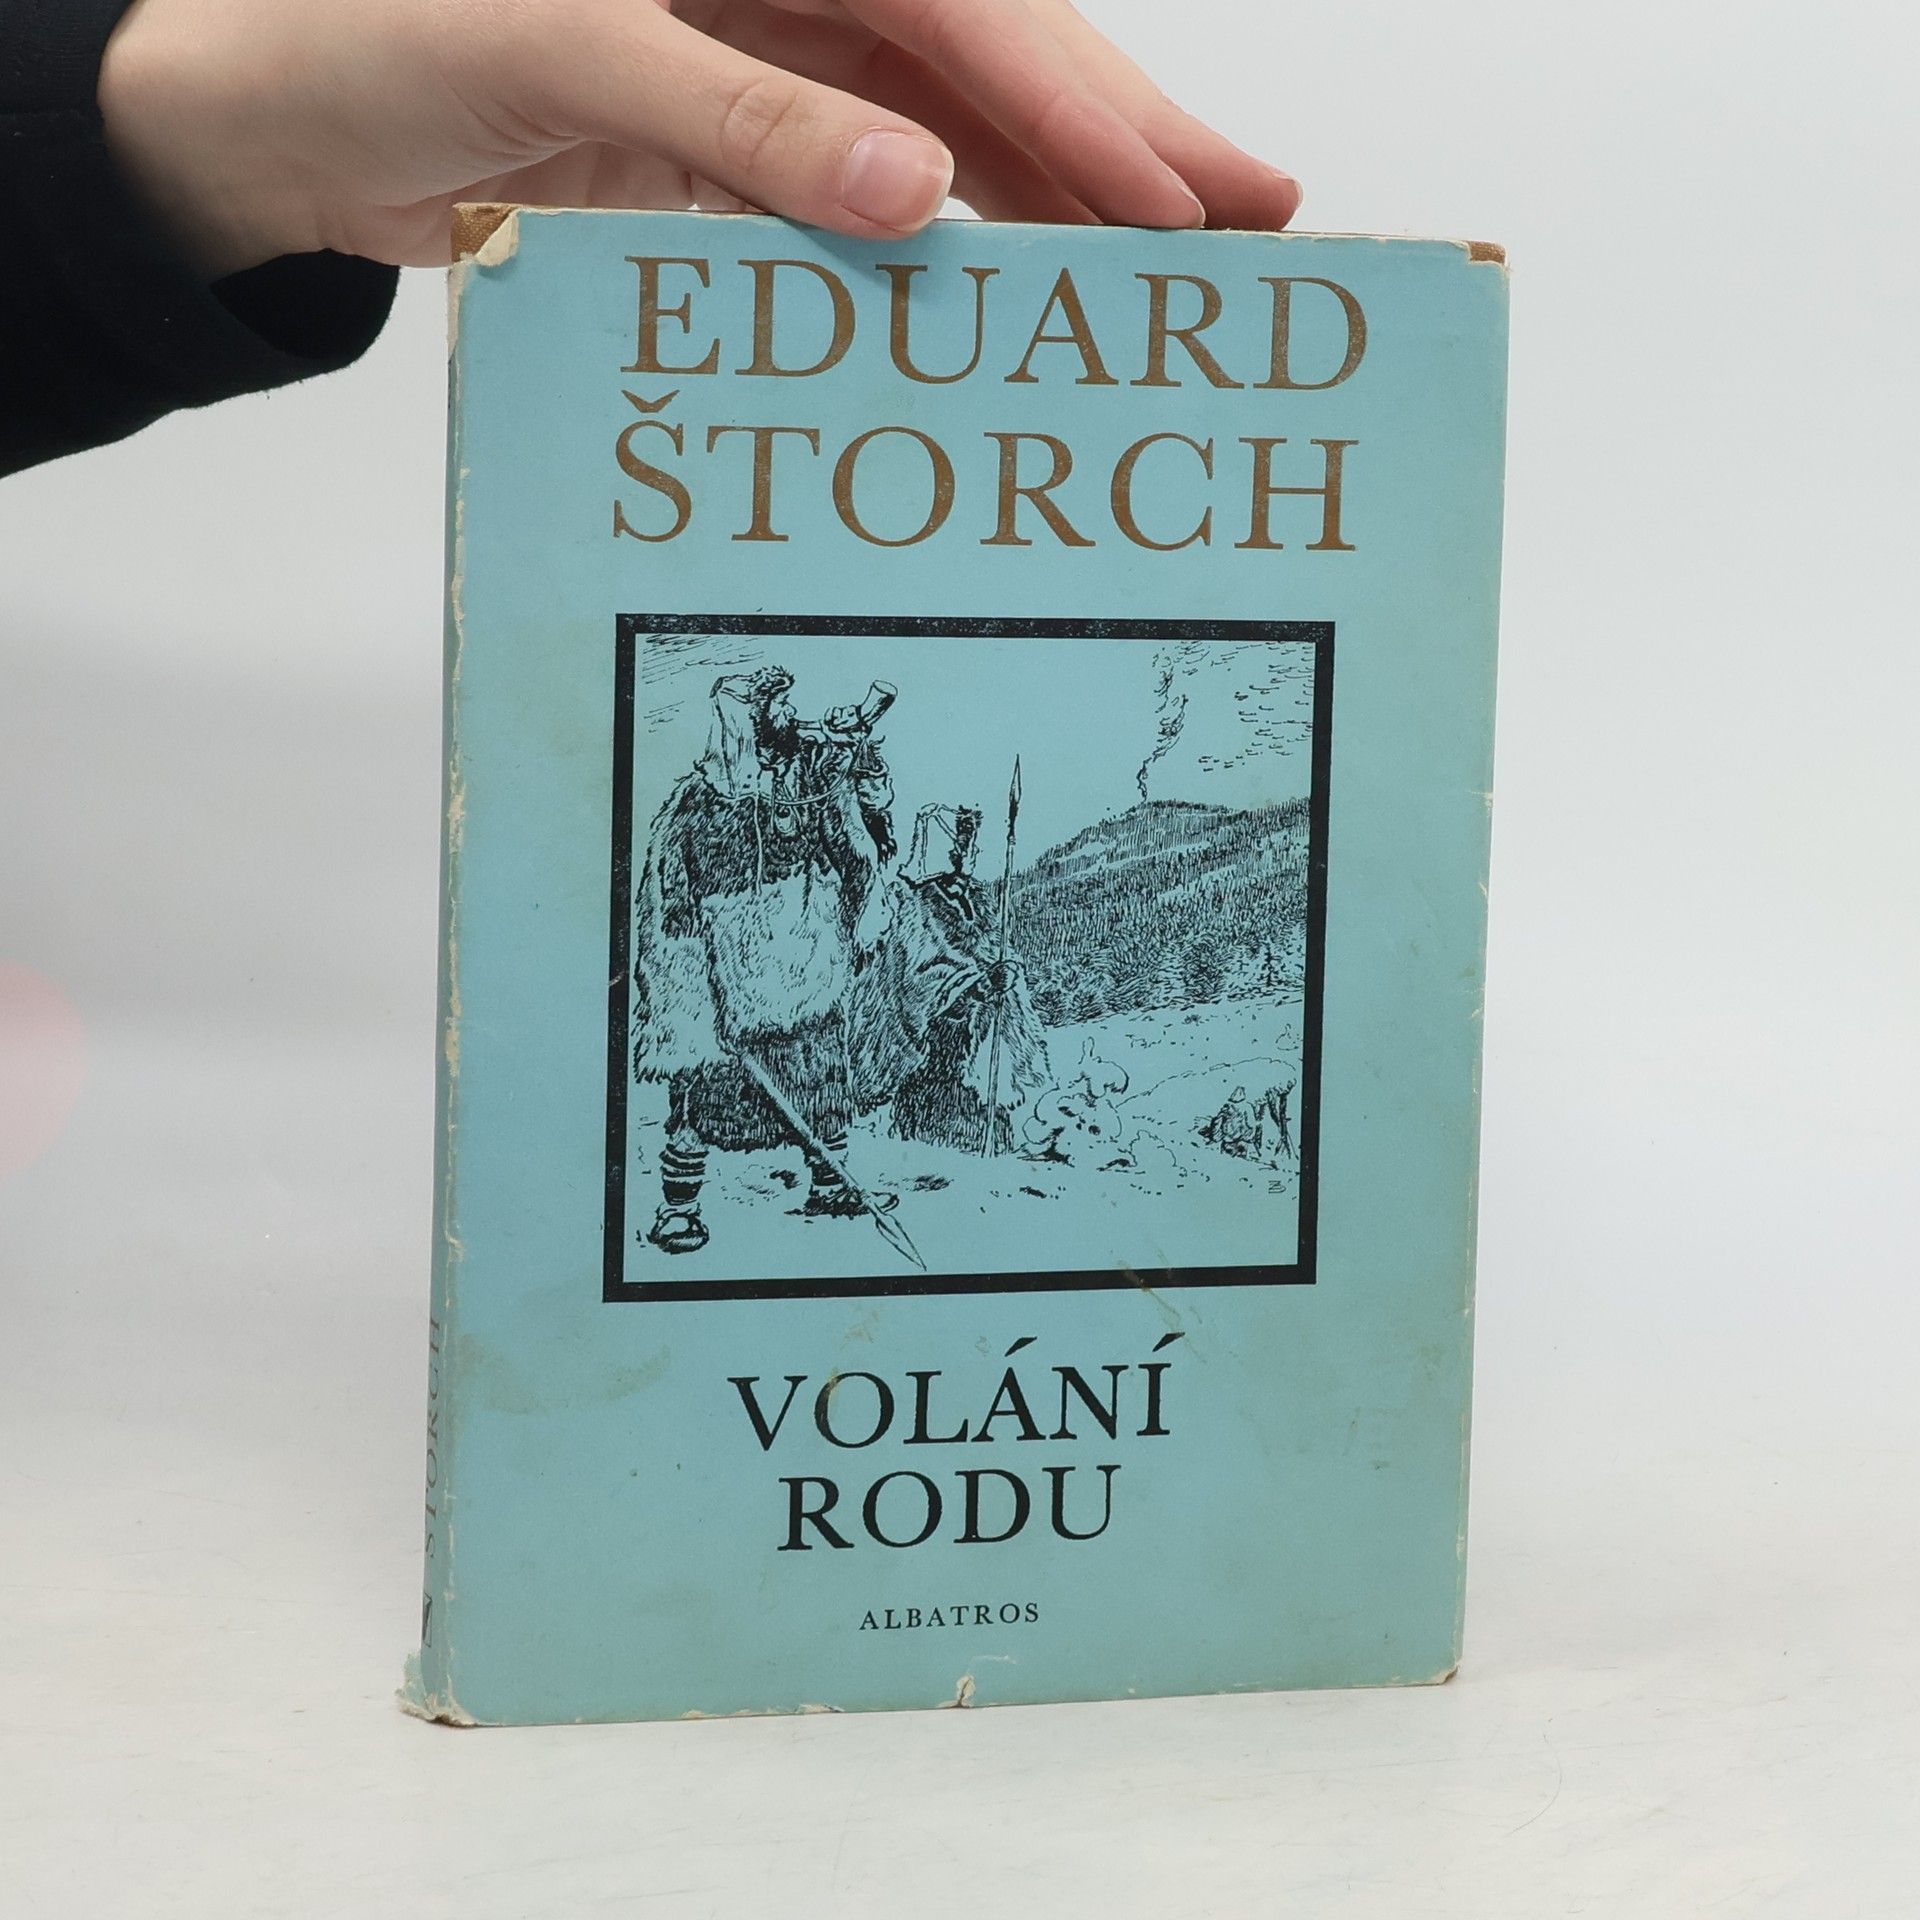 EDUARD
ŠTORCH
VOLÁNÍ
RODU
ALBATROS
ŠTORCH